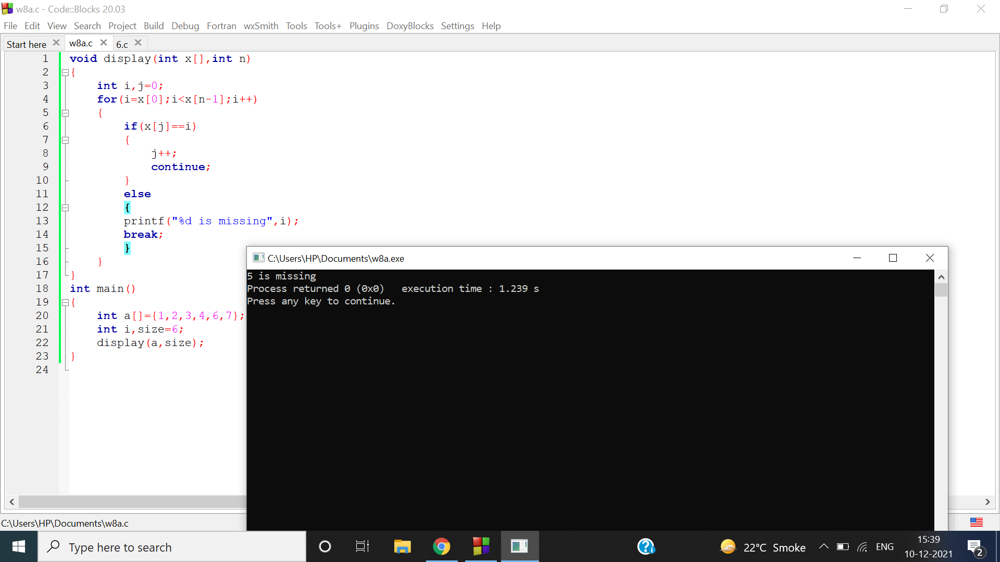 w8a.c - Code::Blocks 20.03
File Edit View Search Project Build Debug Fortran wxSmith Tools Tools+ Plugins DoxyBlocks Settings Help
Start here w8a.c 6.c
1 void display(int x[],int n)
2 {
3 int i,j=0;
4 for(i=x[0];i<x[n-1];i++)
5 {
6 if(x[j]==i)
7 {
8 j++;
9 continue;
10 }
11 else
12 {
13 printf("%d is missing",i);
14 break;
15 }
16 }
17 }
18 int main()
19 {
20 int a[]={1,2,3,4,6,7};
21 int i,size=6;
22 display(a,size);
23 }
24
C:\Users\HP\Documents\w8a.exe
5 is missing
Process returned 0 (0x0)   execution time : 1.239 s
Press any key to continue.
C:\Users\HP\Documents\w8a.c
Type here to search
22°C Smoke
ENG
15:39
10-12-2021
2